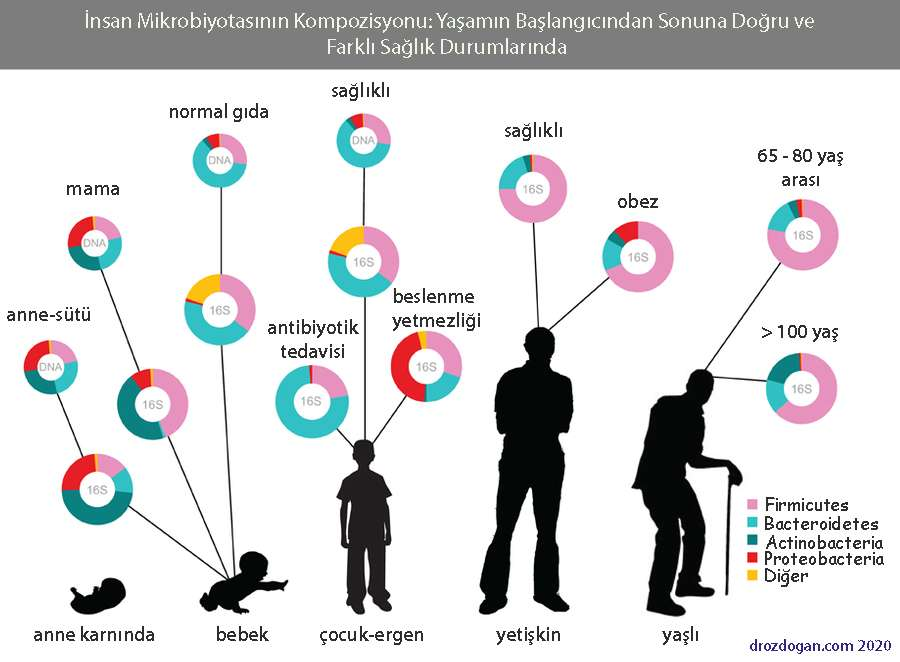 İnsan Mikrobiyotasının Kompozisyonu: Yaşamın Başlangıcından Sonuna Doğru ve
Farklı Sağlık Durumlarında
sağlıklı
normal gıda
DNA
DNA
sağlıklı
16S
65 - 80 yaş
arası
16S
mama
DNA
obez
16S
16S
anne-sütü
DNA
16S
antibiyotik
tedavisi
16S
beslenme
yetmezliği
16S
> 100 yaş
16S
16S
16S
Firmicutes
Bacteroidetes
Actinobacteria
Proteobacteria
Diğer
anne karnında
bebek
çocuk-ergen
yetişkin
yaşlı
drozdogan.com 2020